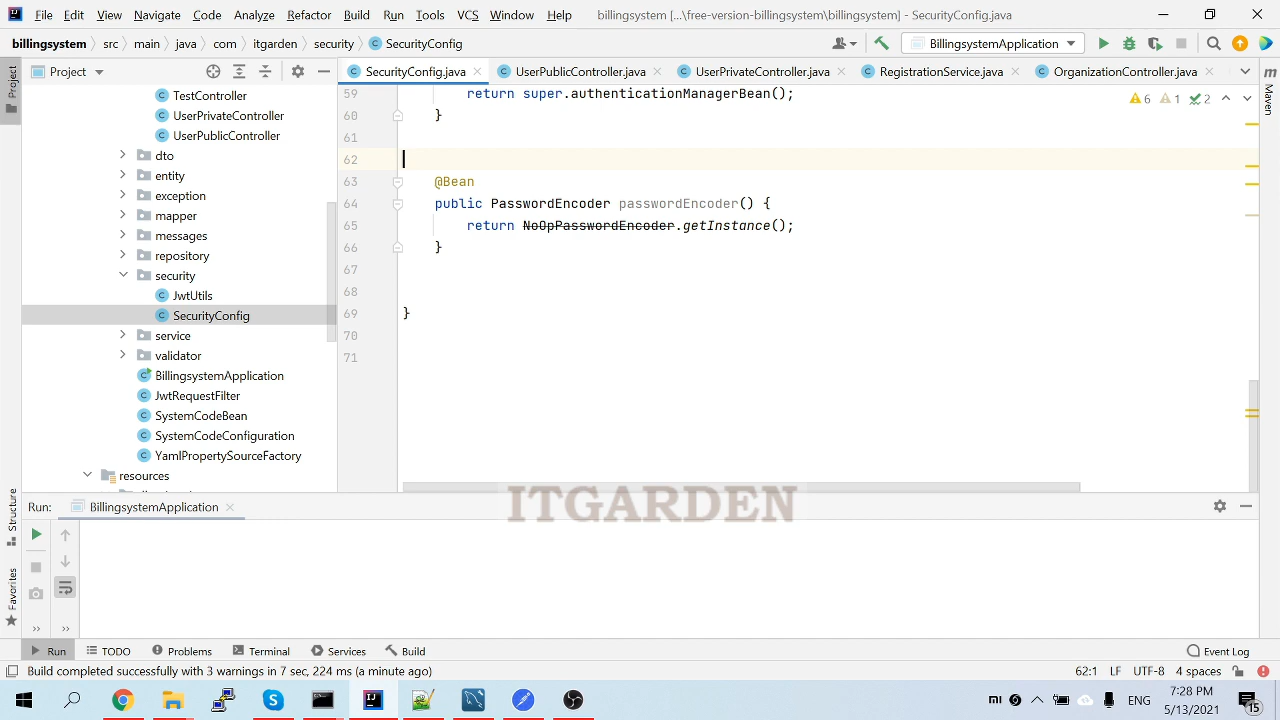 File Edit View Navigate Code Analyze Refactor Build Run Tools VCS Window Help billingsystem [...\freeversion-billingsystem\billingsystem] - SecurityConfig.java
billingsystem src main java com itgarden security SecurityConfig BillingsystemApplication
Project SecurityConfig.java UserPublicController.java UserPrivateController.java RegistrationService.java OrganizationController.java
Project
Maven
TestController
UserPrivateController
UserPublicController
dto
entity
exception
mapper
messages
repository
security
JwtUtils
SecurityConfig
service
validator
BillingsystemApplication
JwtRequestFilter
SystemCodeBean
SystemCodeConfiguration
YamlPropertySourceFactory
resources
59 return super.authenticationManagerBean();
6 1 2
60 }
61
62
63 @Bean
64 public PasswordEncoder passwordEncoder() {
65 return NoOpPasswordEncoder.getInstance();
66 }
67
68
69 }
70
71
ITGARDEN
Run: BillingsystemApplication
Structure
Favorites
Run TODO Problems Terminal Services Build Event Log
Build completed successfully with 3 warnings in 7 sec, 224 ms (a minute ago) 62:1 LF UTF-8 4 spaces
ENG 7:28 PM
5/13/2021 15